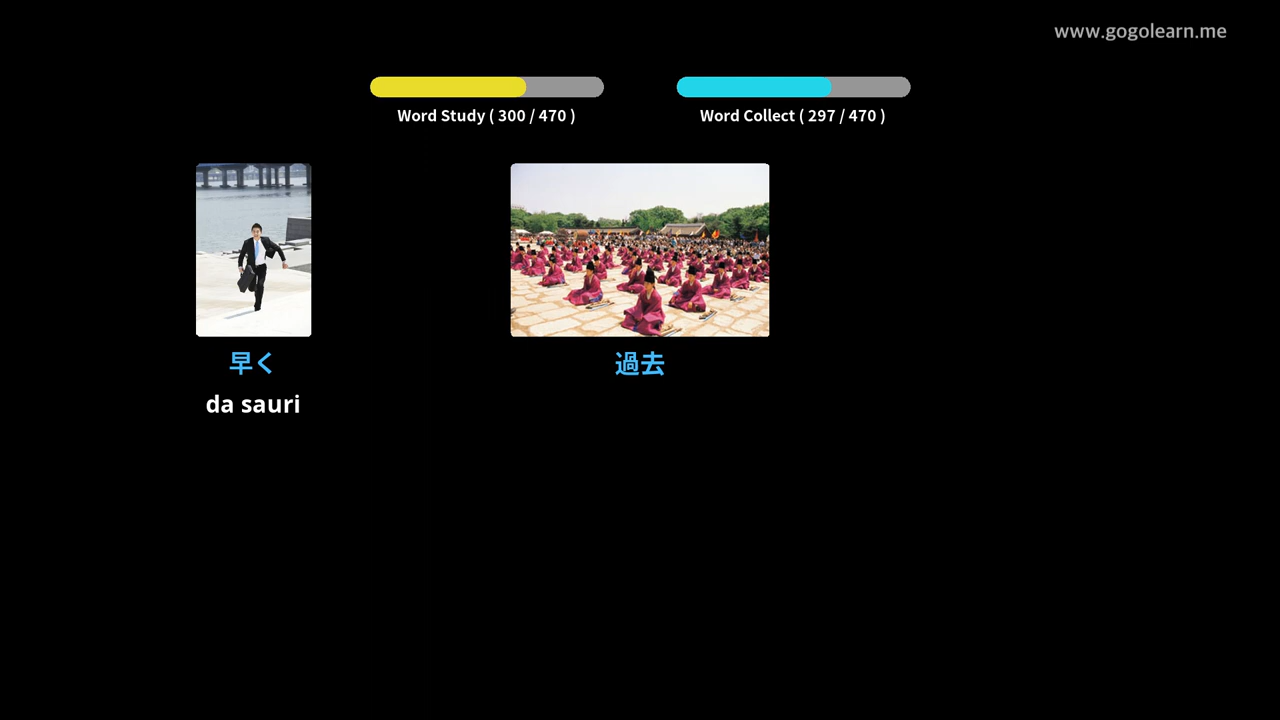 www.gogolearn.me
Word Study ( 300 / 470 )
Word Collect ( 297 / 470 )
早く
過去
da sauri